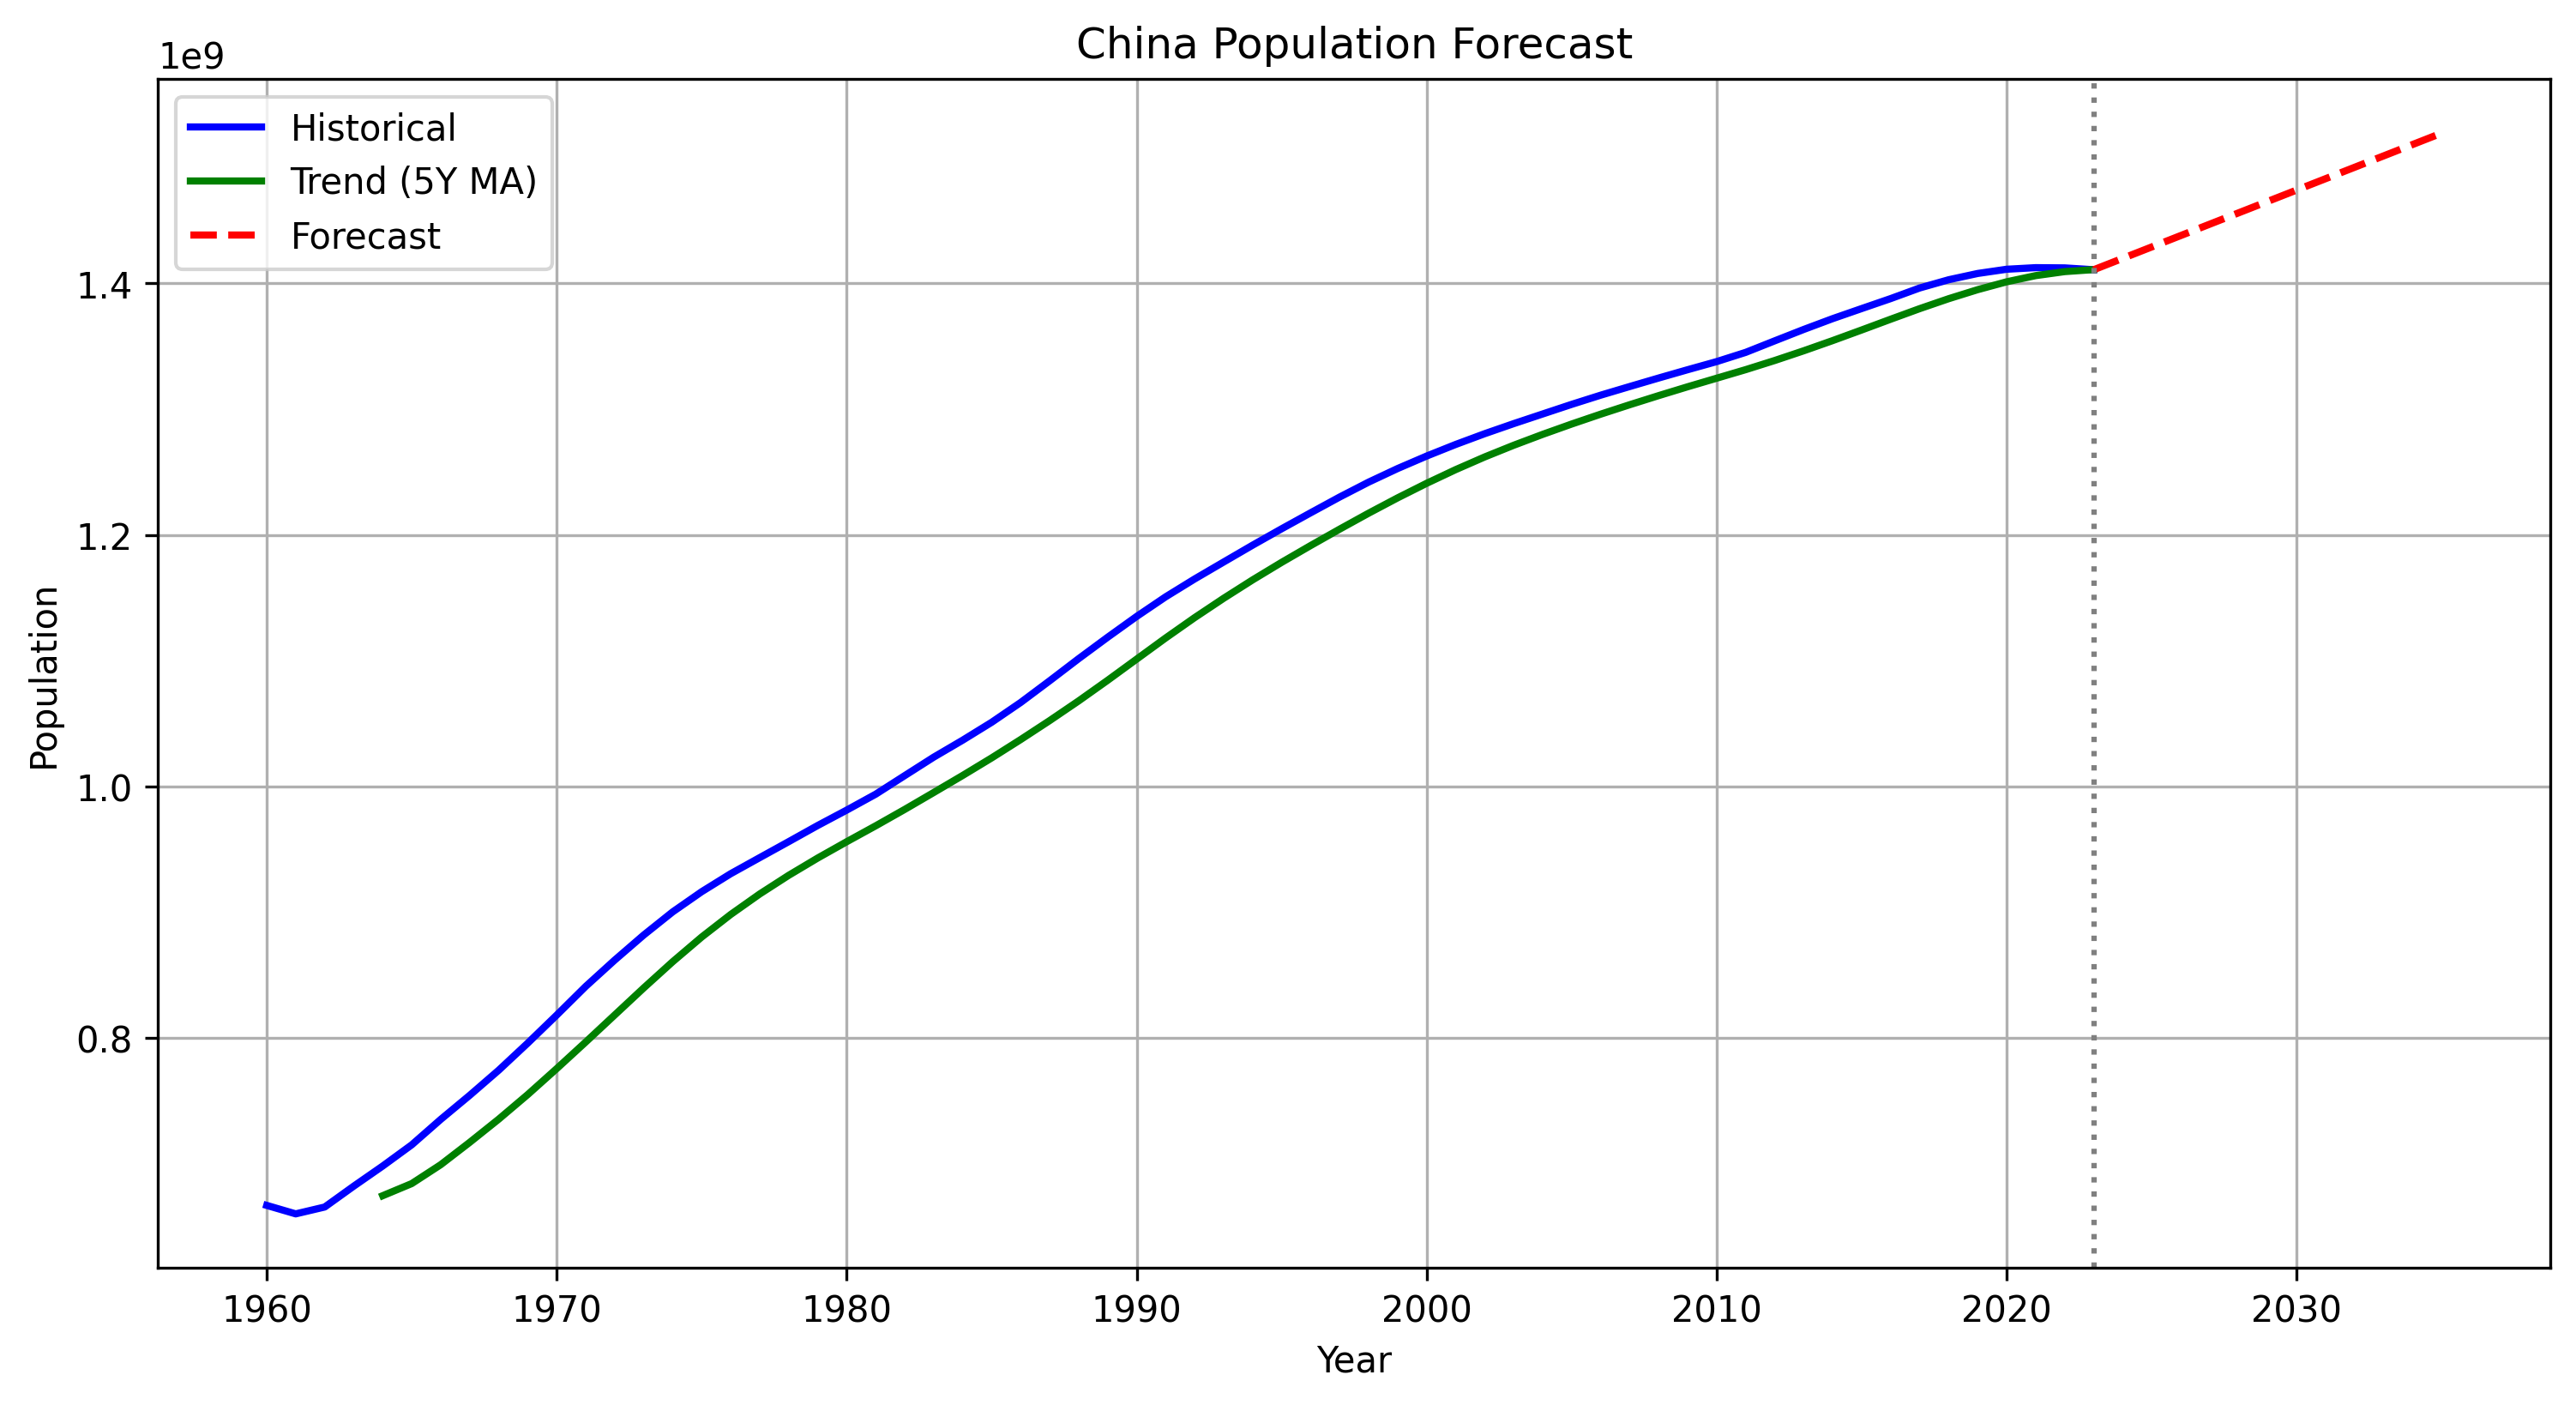 China Population Forecast
1e9
Historical
Trend (5Y MA)
Forecast
1.4
1.2
1.0
0.8
Population
1960 1970 1980 1990 2000 2010 2020 2030
Year